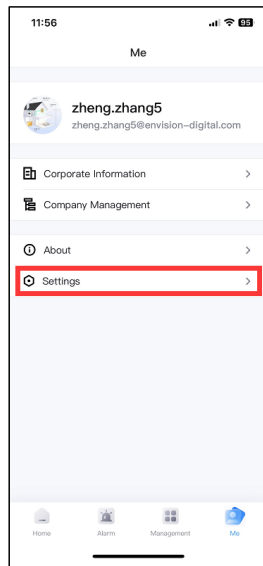 11:56
95
Me
zheng.zhang5
zheng.zhang5@envision-digital.com
Corporate Information
Company Management
About
Settings
Home Alarm Management Me